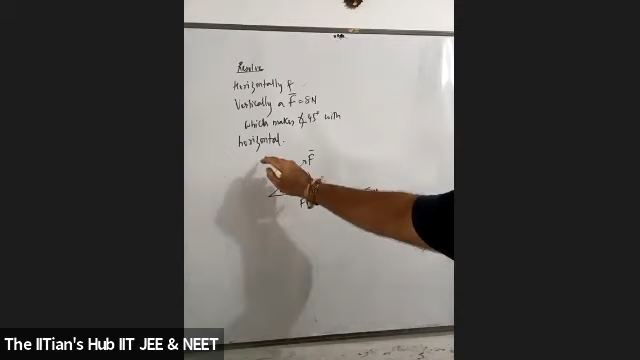 Resolve
Horizontally &
Vertically a F̅ = 8N
which makes ∡45° with
horizontal.
F̅
F
The IITian's Hub IIT JEE & NEET